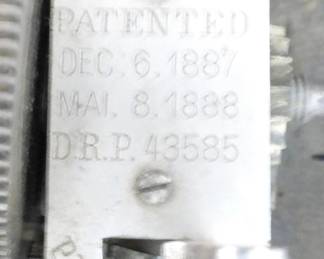 PATENTED
DEC. 6.1887
MAI. 8.1888
D.R.P. 43585